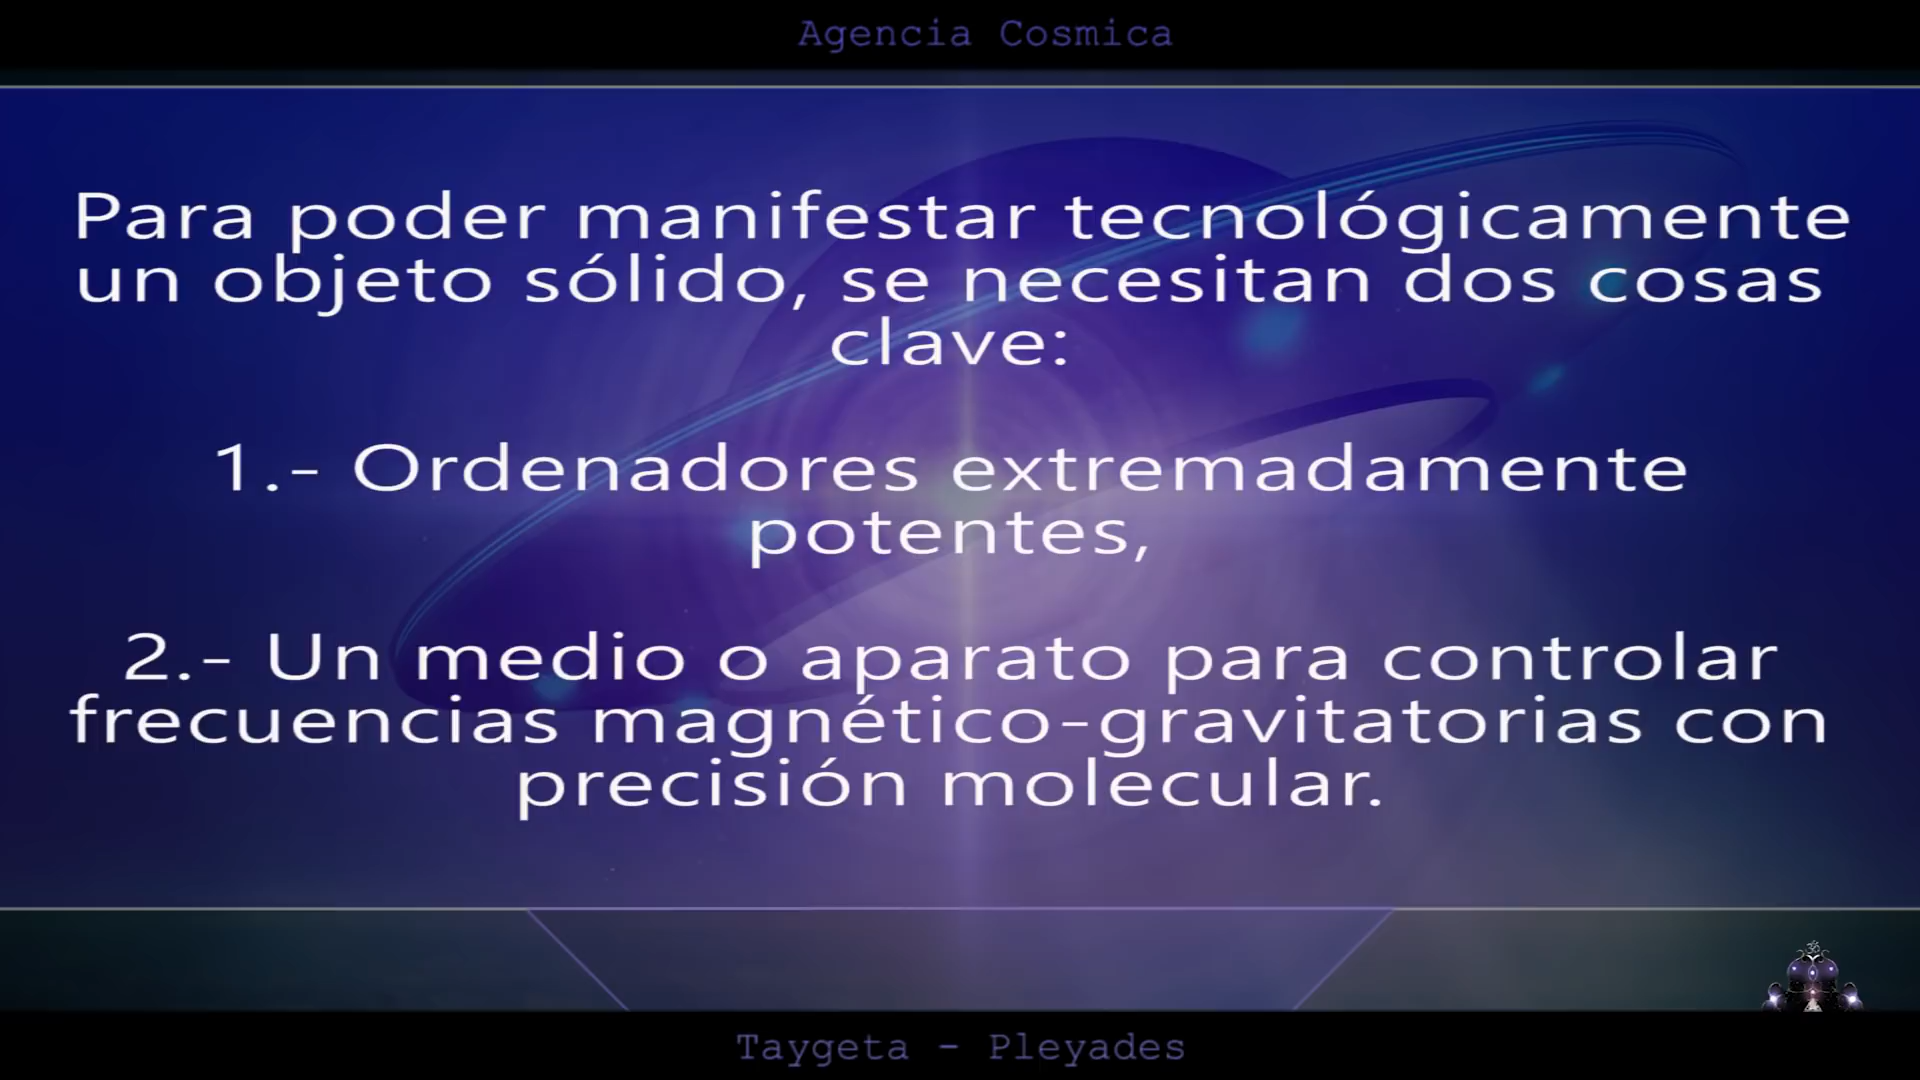 Agencia Cosmica
Para poder manifestar tecnológicamente
un objeto sólido, se necesitan dos cosas
clave:
1.- Ordenadores extremadamente
potentes,
2.- Un medio o aparato para controlar
frecuencias magnético-gravitatorias con
precisión molecular.
ॐ
Taygeta - Pleyades